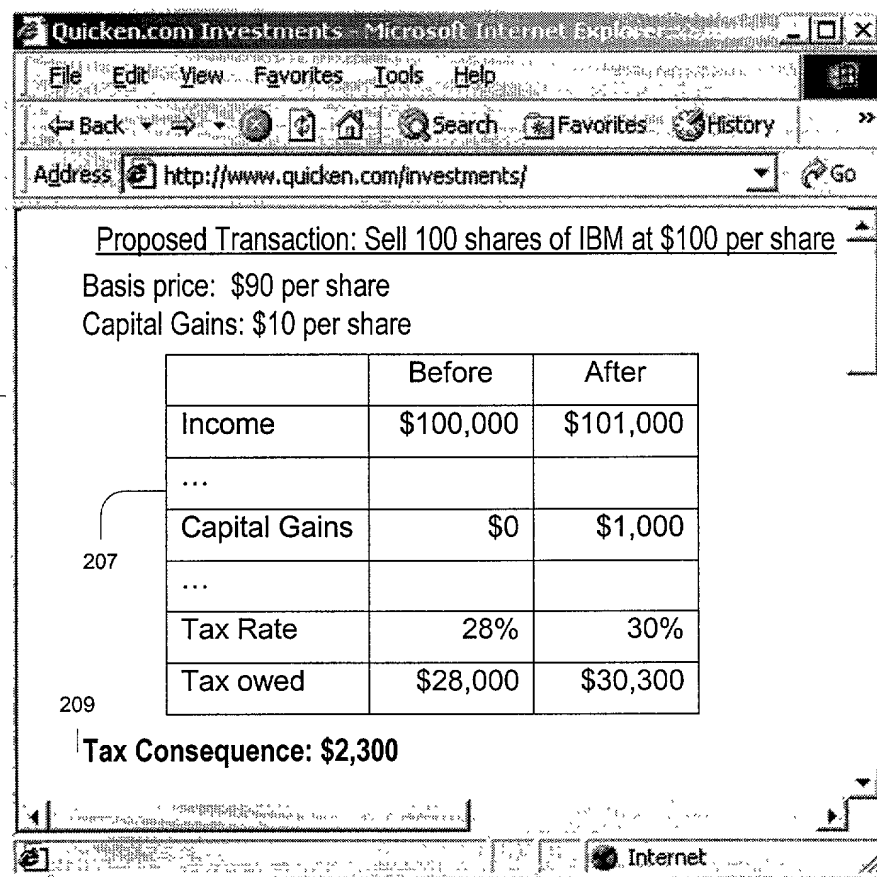 Quicken.com Investments - Microsoft Internet Explorer
File Edit View Favorites Tools Help
Back Search Favorites History »
Address http://www.quicken.com/investments/ Go
Proposed Transaction: Sell 100 shares of IBM at $100 per share
Basis price: $90 per share
Capital Gains: $10 per share
Before After
Income $100,000 $101,000
...
Capital Gains $0 $1,000
207
...
Tax Rate 28% 30%
Tax owed $28,000 $30,300
209
Tax Consequence: $2,300
Internet